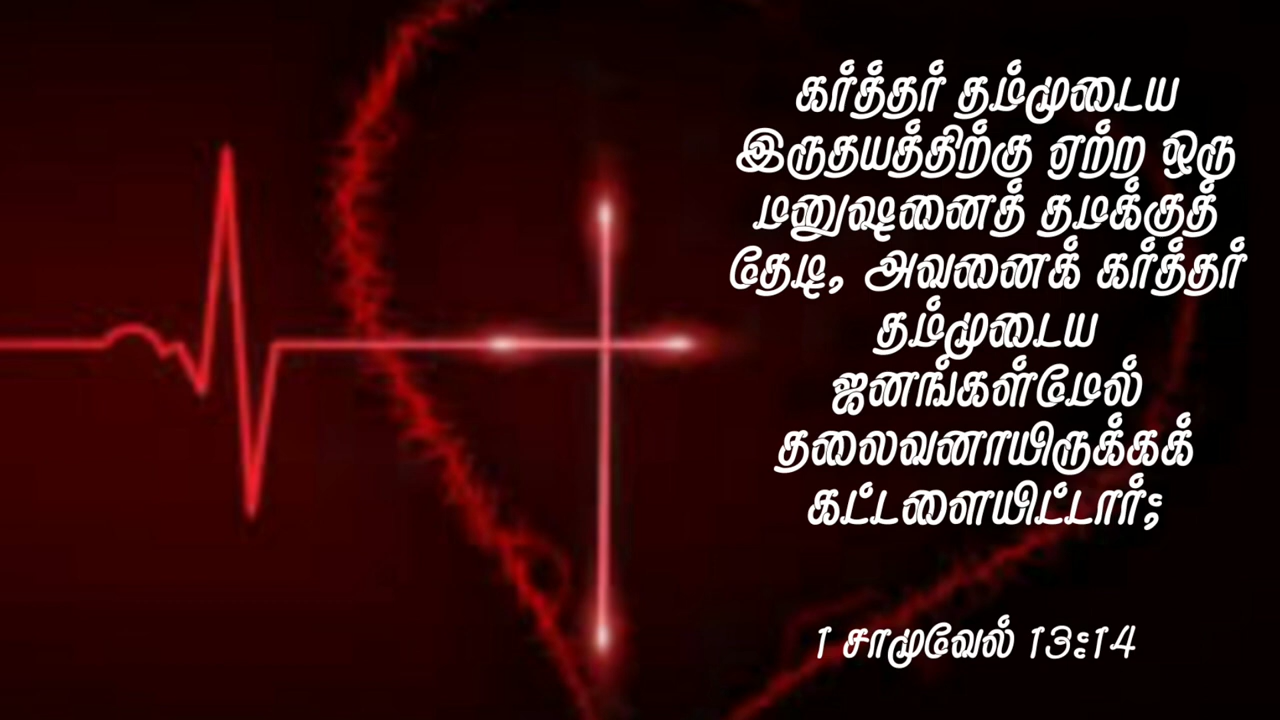 கர்த்தர் தம்முடைய
இருதயத்திற்கு ஏற்ற ஒரு
மனுஷனைத் தமக்குத்
தேடி, அவனைக் கர்த்தர்
தம்முடைய
ஜனங்கள்மேல்
தலைவனாயிருக்கக்
கட்டளையிட்டார்;
1 சாமுவேல் 13:14